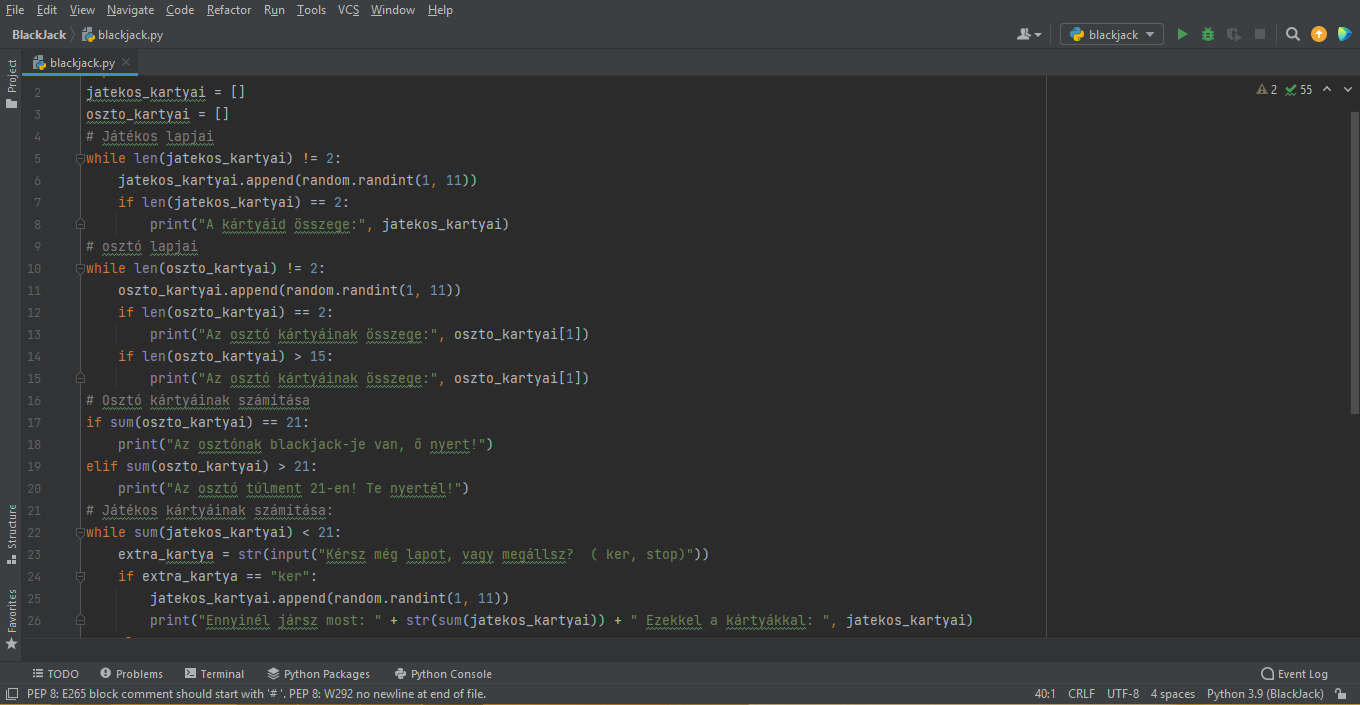 File Edit View Navigate Code Refactor Run Tools VCS Window Help
BlackJack blackjack.py blackjack
blackjack.py
Project
2 jatekos_kartyai = [] 2 55
3 oszto_kartyai = []
4 # Játékos lapjai
5 while len(jatekos_kartyai) != 2:
6 jatekos_kartyai.append(random.randint(1, 11))
7 if len(jatekos_kartyai) == 2:
8 print("A kártyáid összege:", jatekos_kartyai)
9 # osztó lapjai
10 while len(oszto_kartyai) != 2:
11 oszto_kartyai.append(random.randint(1, 11))
12 if len(oszto_kartyai) == 2:
13 print("Az osztó kártyáinak összege:", oszto_kartyai[1])
14 if len(oszto_kartyai) > 15:
15 print("Az osztó kártyáinak összege:", oszto_kartyai[1])
16 # Osztó kártyáinak számítása
17 if sum(oszto_kartyai) == 21:
18 print("Az osztónak blackjack-je van, ő nyert!")
19 elif sum(oszto_kartyai) > 21:
20 print("Az osztó túlment 21-en! Te nyertél!")
21 # Játékos kártyáinak számítása:
22 while sum(jatekos_kartyai) < 21:
23 extra_kartya = str(input("Kérsz még lapot, vagy megállsz?  ( ker, stop)"))
24 if extra_kartya == "ker":
25 jatekos_kartyai.append(random.randint(1, 11))
26 print("Ennyinél jársz most: " + str(sum(jatekos_kartyai)) + " Ezekkel a kártyákkal: ", jatekos_kartyai)
Structure
Favorites
TODO Problems Terminal Python Packages Python Console Event Log
PEP 8: E265 block comment should start with '# '. PEP 8: W292 no newline at end of file. 40:1 CRLF UTF-8 4 spaces Python 3.9 (BlackJack)